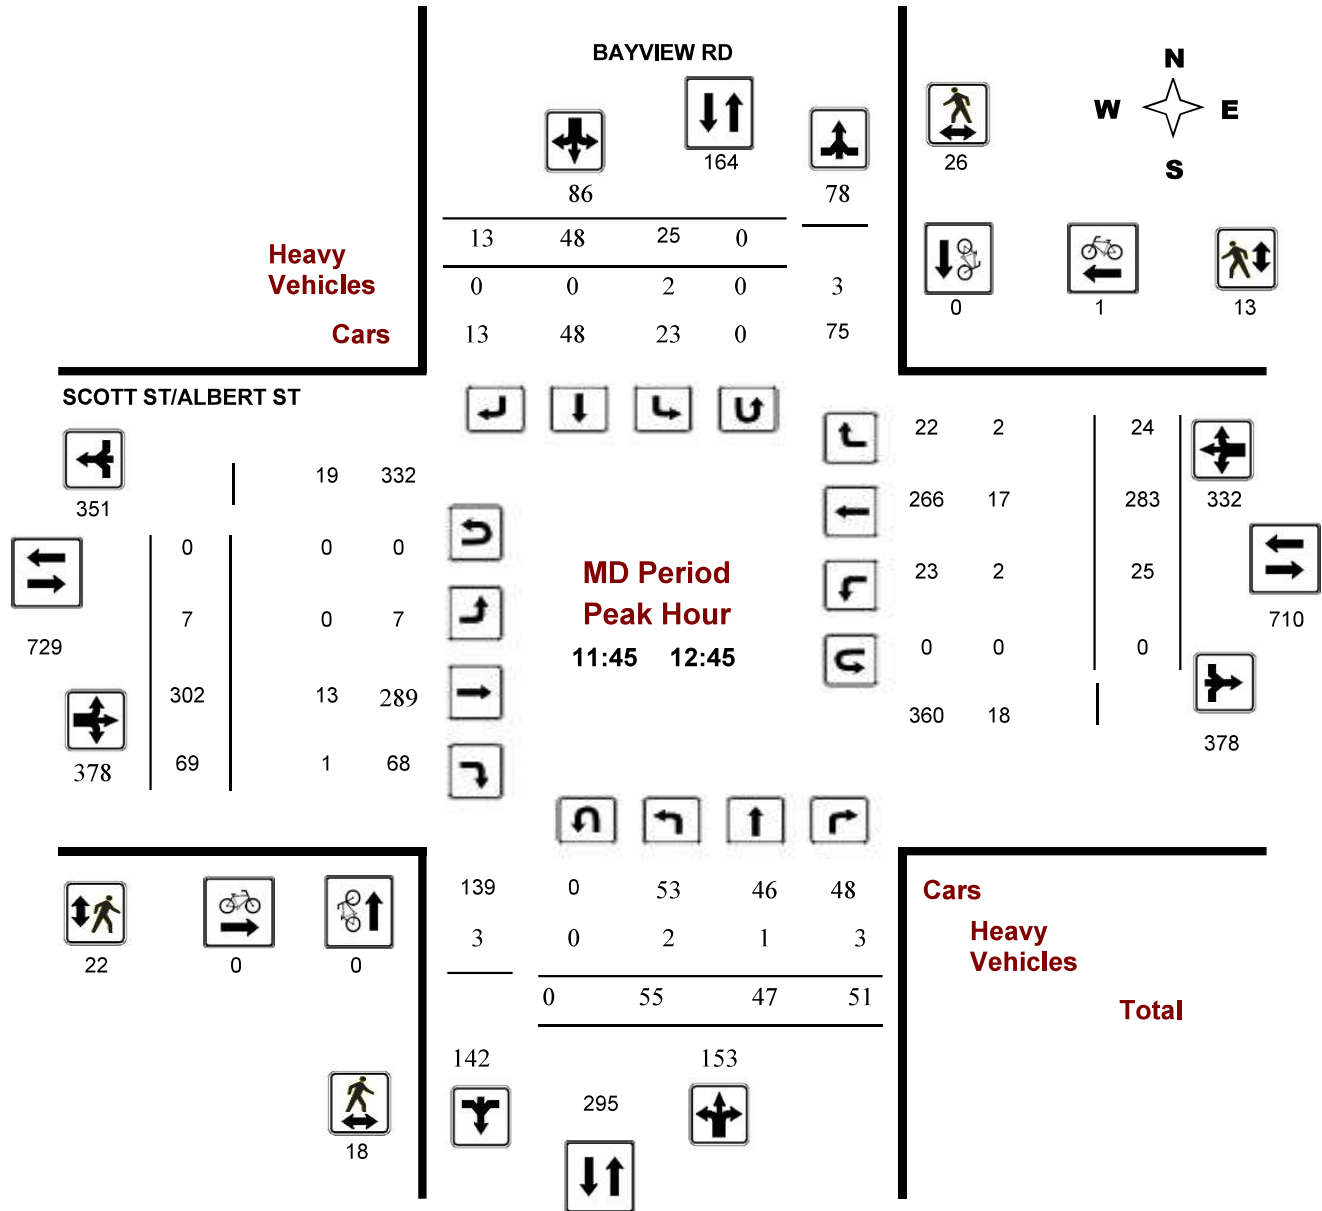 BAYVIEW RD
N
W E
S
164
26
86
78
13 48 25 0
Heavy
Vehicles
0 0 2 0 3
Cars
13 48 23 0 75
0 1 13
SCOTT ST/ALBERT ST
22 2 24
19 332
351
266 17 283 332
0 0 0
MD Period
23 2 25
Peak Hour
7 0 7
710
729
11:45 12:45
0 0 0
302 13 289
360 18
378
378 69 1 68
139 0 53 46 48
Cars
3 0 2 1 3
Heavy
Vehicles
22 0 0
0 55 47 51
Total
142 153
295
18